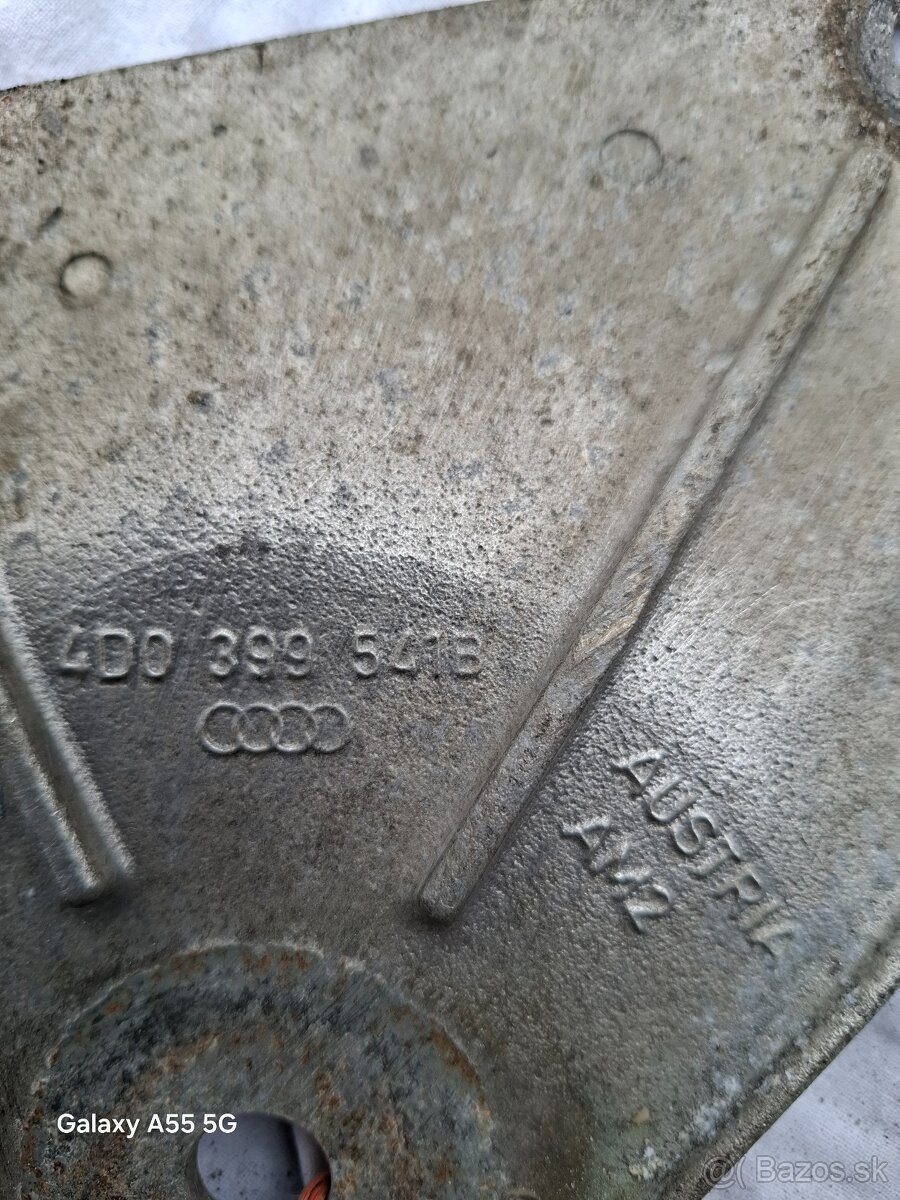 4D0 399 541B
AUSTRIA
AM2
Galaxy A55 5G
@( Bazos.sk